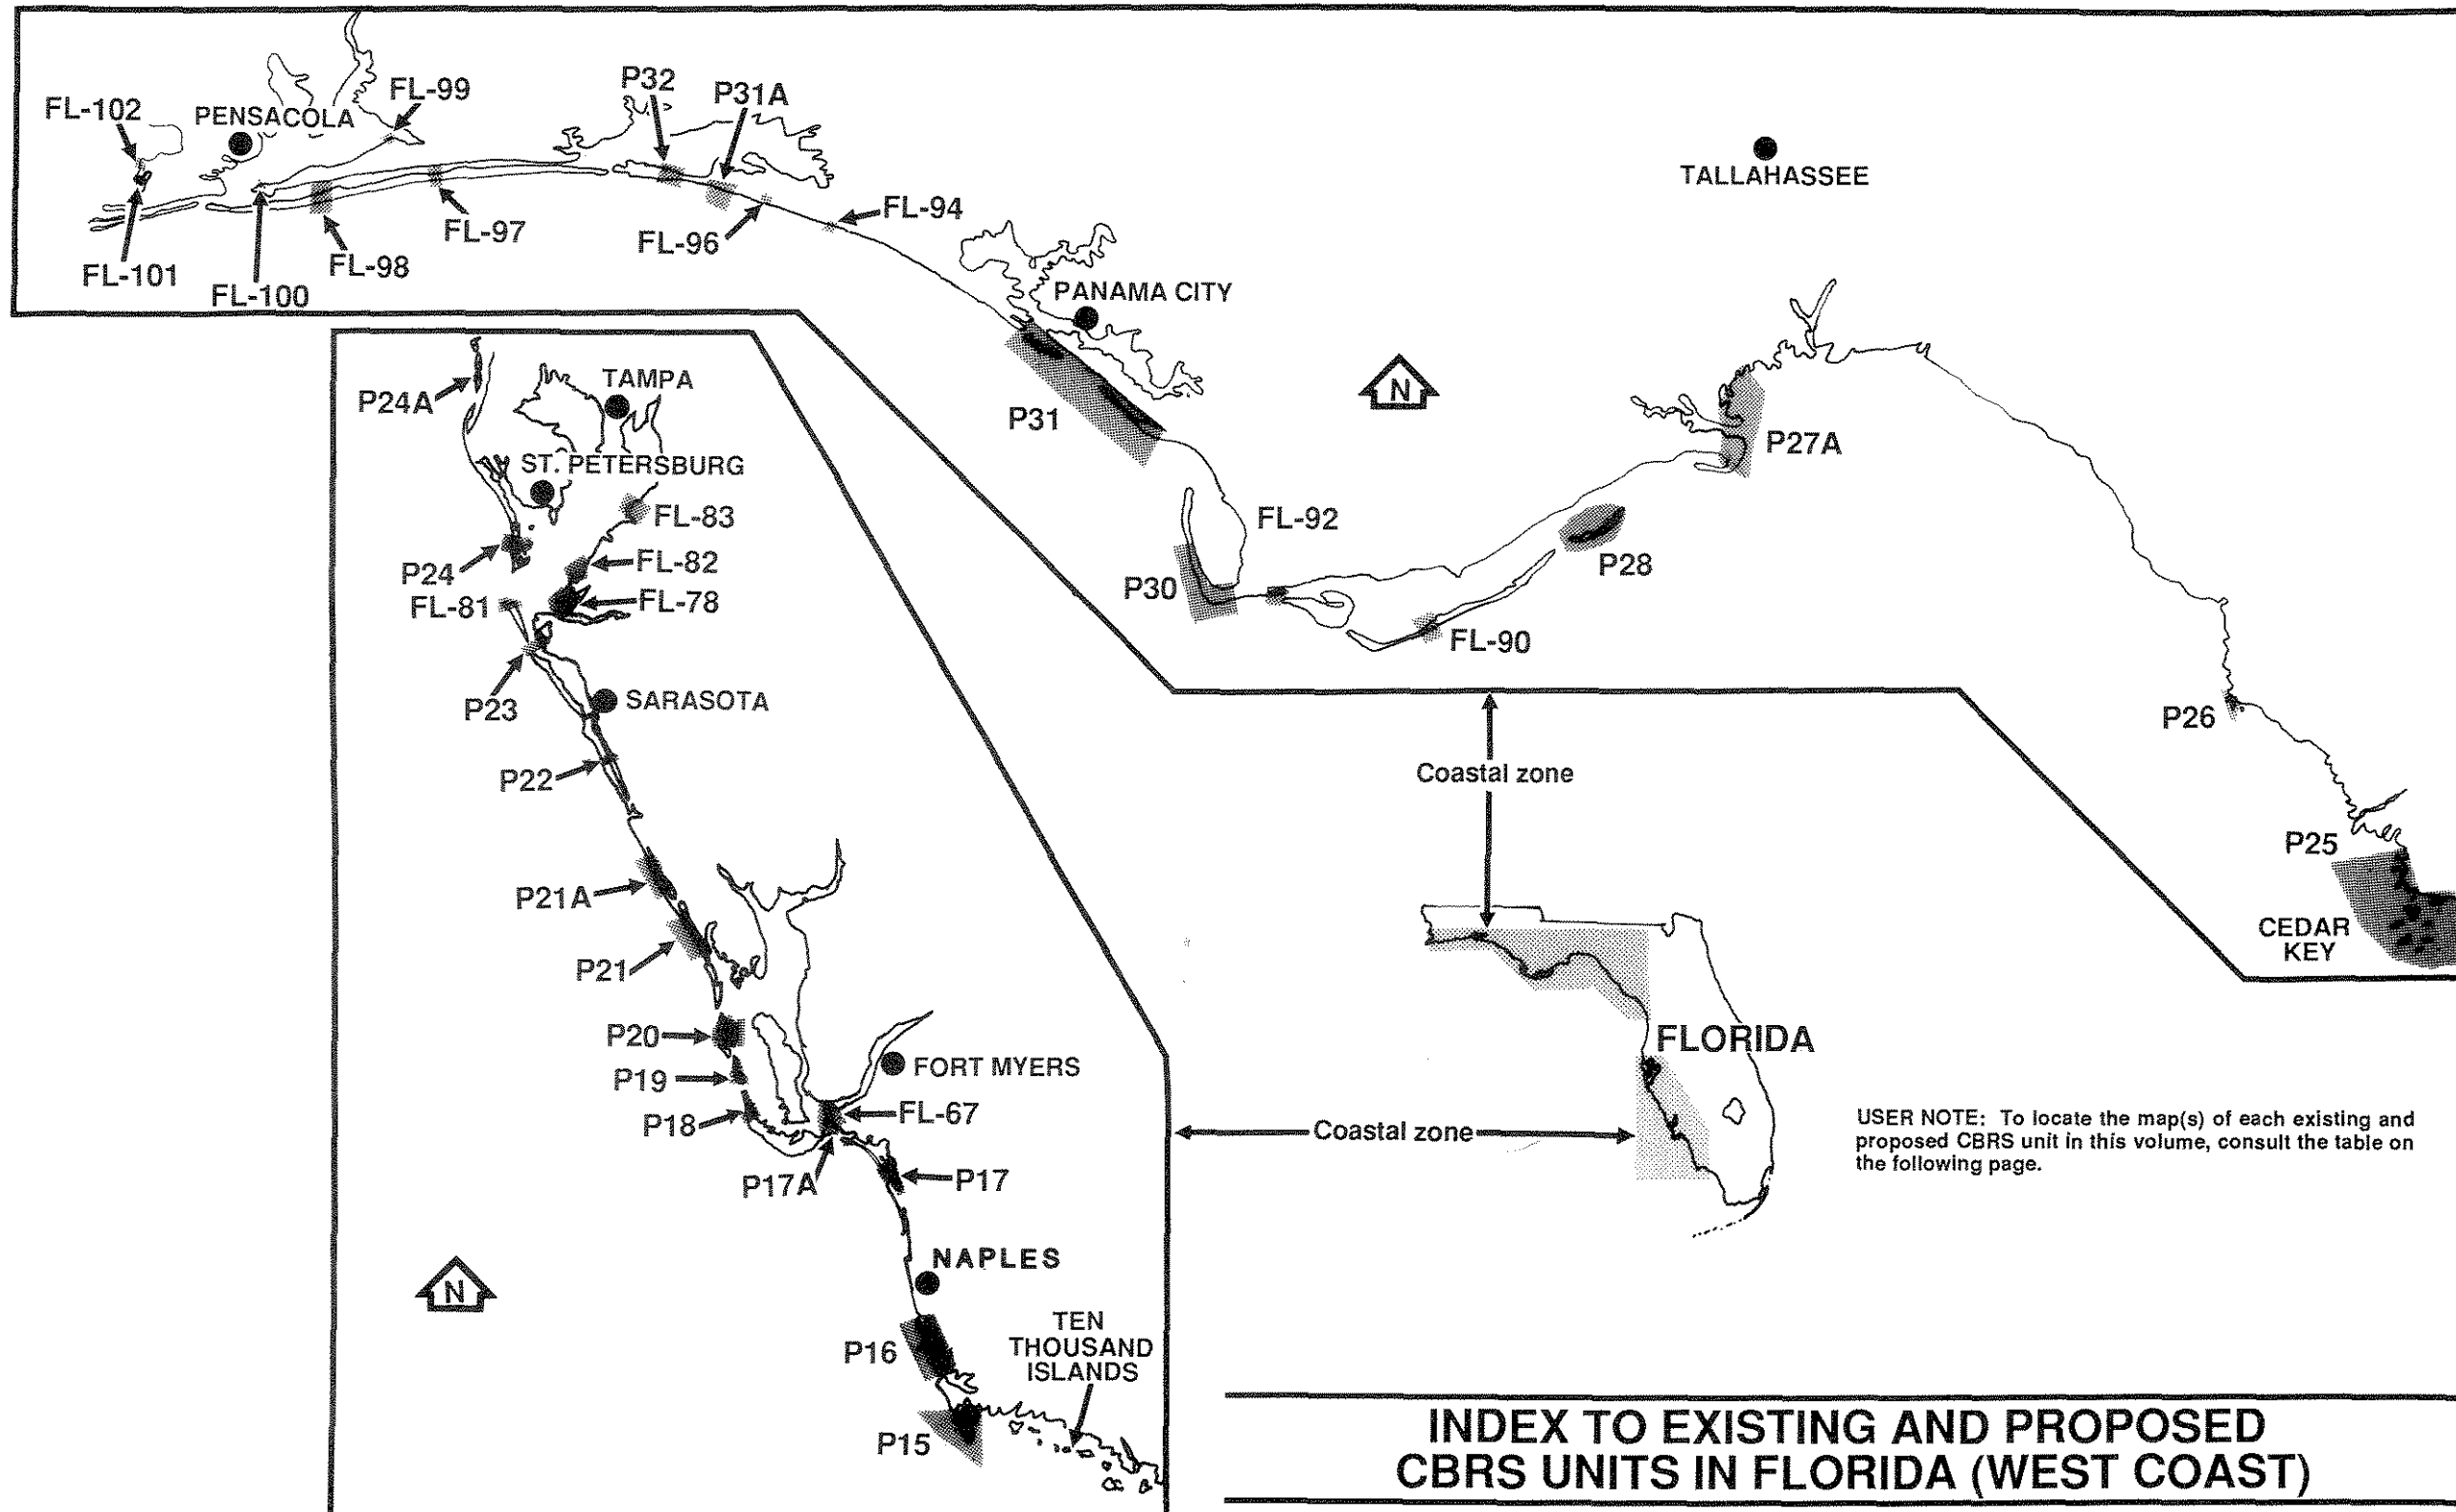 FL-102
PENSACOLA
FL-99
P32
P31A
FL-101
FL-100
FL-98
FL-97
FL-96
FL-94
TALLAHASSEE
PANAMA CITY
P31
N
P27A
FL-92
P30
P28
FL-90
P26
P25
CEDAR
KEY
P24A
TAMPA
ST. PETERSBURG
FL-83
P24
FL-82
FL-81
FL-78
P23
SARASOTA
P22
P21A
P21
P20
P19
P18
FORT MYERS
FL-67
P17A
P17
NAPLES
N
P16
TEN
THOUSAND
ISLANDS
P15
Coastal zone
FLORIDA
Coastal zone
USER NOTE: To locate the map(s) of each existing and
proposed CBRS unit in this volume, consult the table on
the following page.
INDEX TO EXISTING AND PROPOSED
CBRS UNITS IN FLORIDA (WEST COAST)